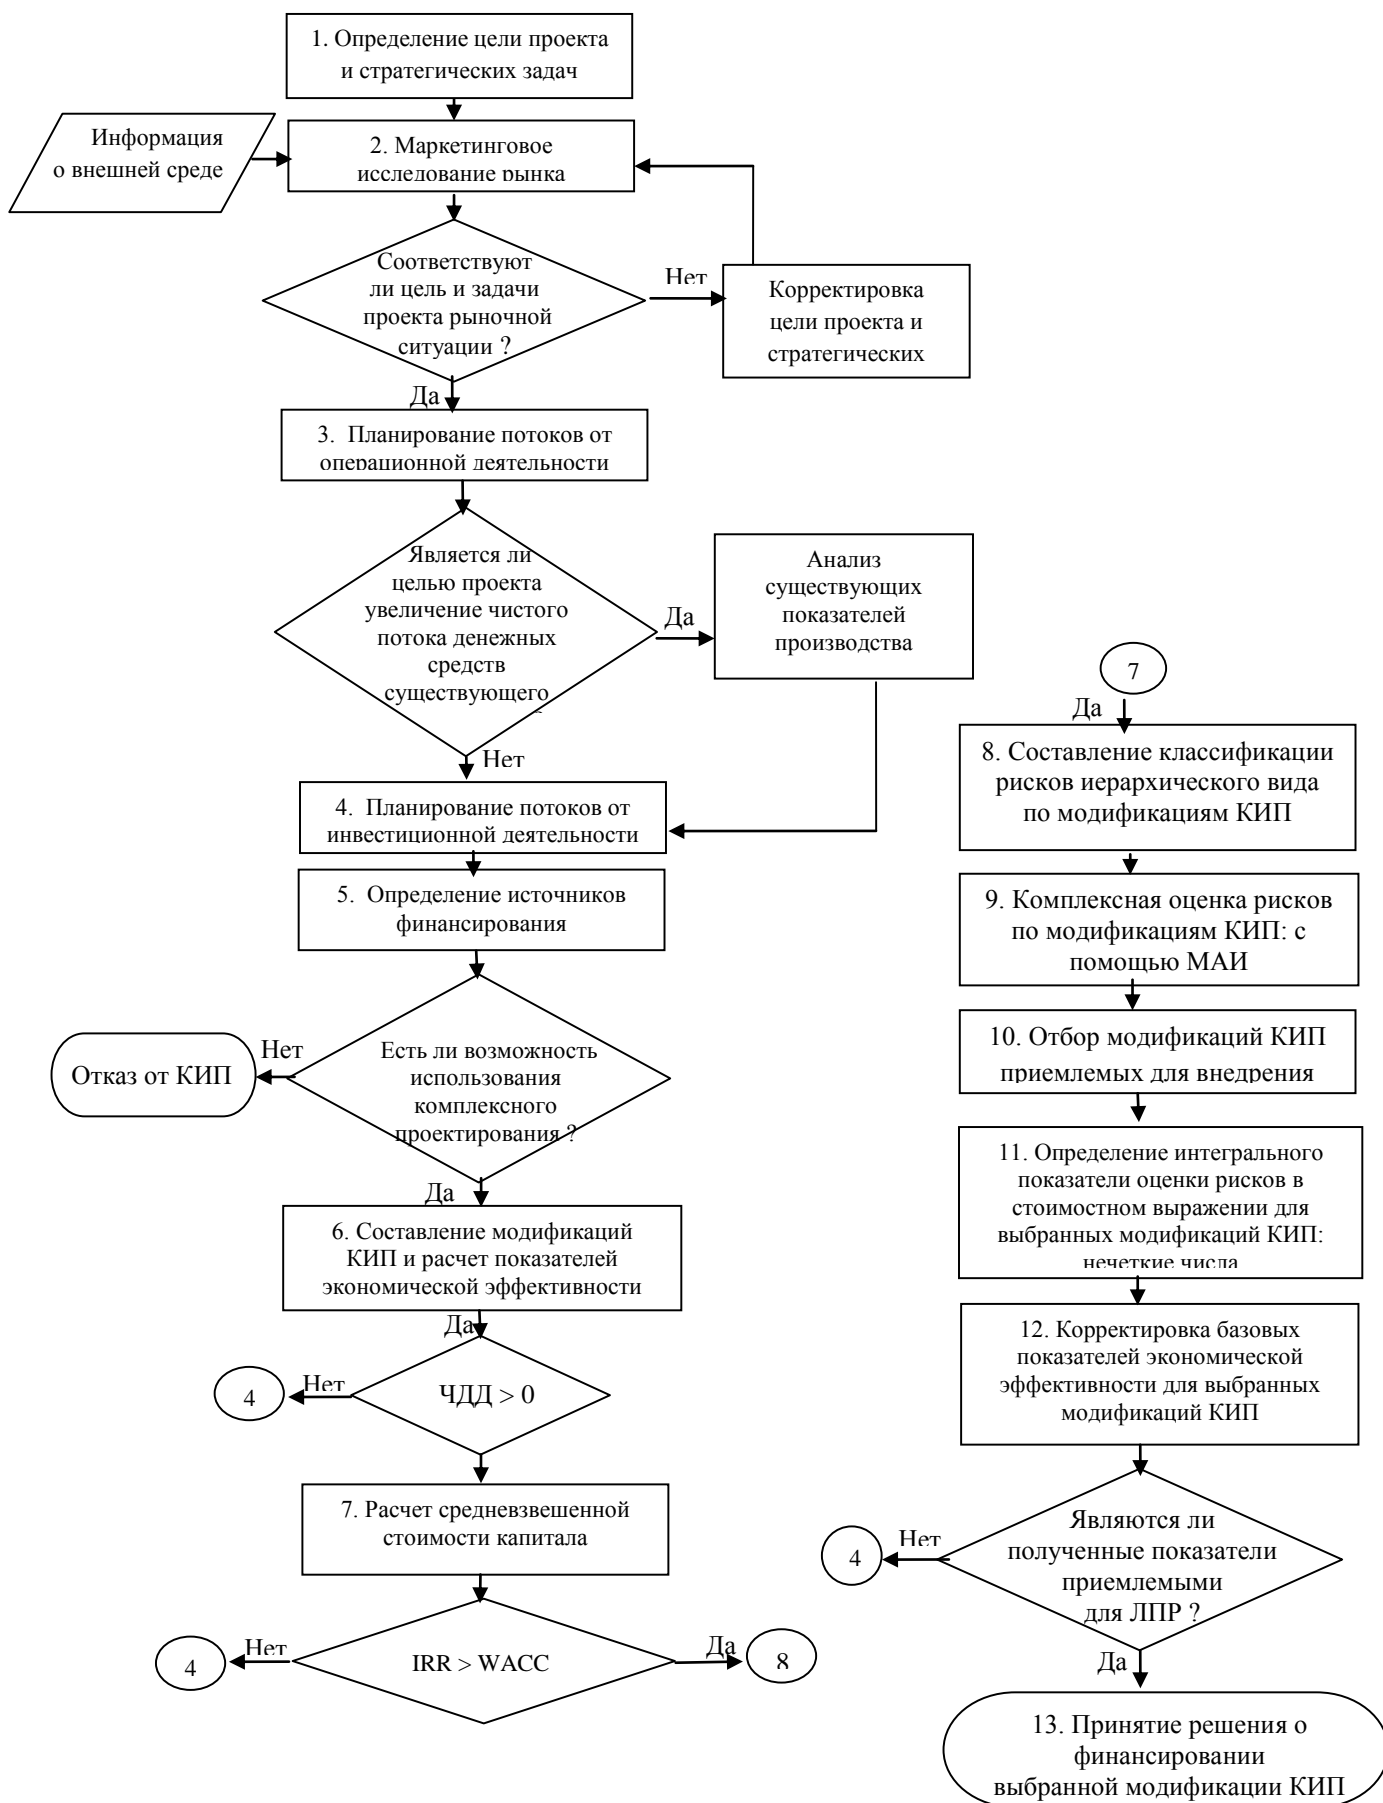 1. Определение цели проекта
и стратегических задач
Информация
о внешней среде
2. Маркетинговое
исследование рынка
Соответствуют
ли цель и задачи
проекта рыночной
ситуации ?
Нет
Корректировка
цели проекта и
стратегических
Да
3. Планирование потоков от
операционной деятельности
Является ли
целью проекта
увеличение чистого
потока денежных
средств
существующего
Да
Анализ
существующих
показателей
производства
Нет
4. Планирование потоков от
инвестиционной деятельности
5. Определение источников
финансирования
Есть ли возможность
использования
комплексного
проектирования ?
Нет
Отказ от КИП
Да
6. Составление модификаций
КИП и расчет показателей
экономической эффективности
Да
ЧДД > 0
Нет
4
7. Расчет средневзвешенной
стоимости капитала
IRR > WACC
Нет
4
Да
8
7
Да
8. Составление классификации
рисков иерархического вида
по модификациям КИП
9. Комплексная оценка рисков
по модификациям КИП: с
помощью МАИ
10. Отбор модификаций КИП
приемлемых для внедрения
11. Определение интегрального
показатели оценки рисков в
стоимостном выражении для
выбранных модификаций КИП:
нечеткие числа
12. Корректировка базовых
показателей экономической
эффективности для выбранных
модификаций КИП
Являются ли
полученные показатели
приемлемыми
для ЛПР ?
Нет
4
Да
13. Принятие решения о
финансировании
выбранной модификации КИП